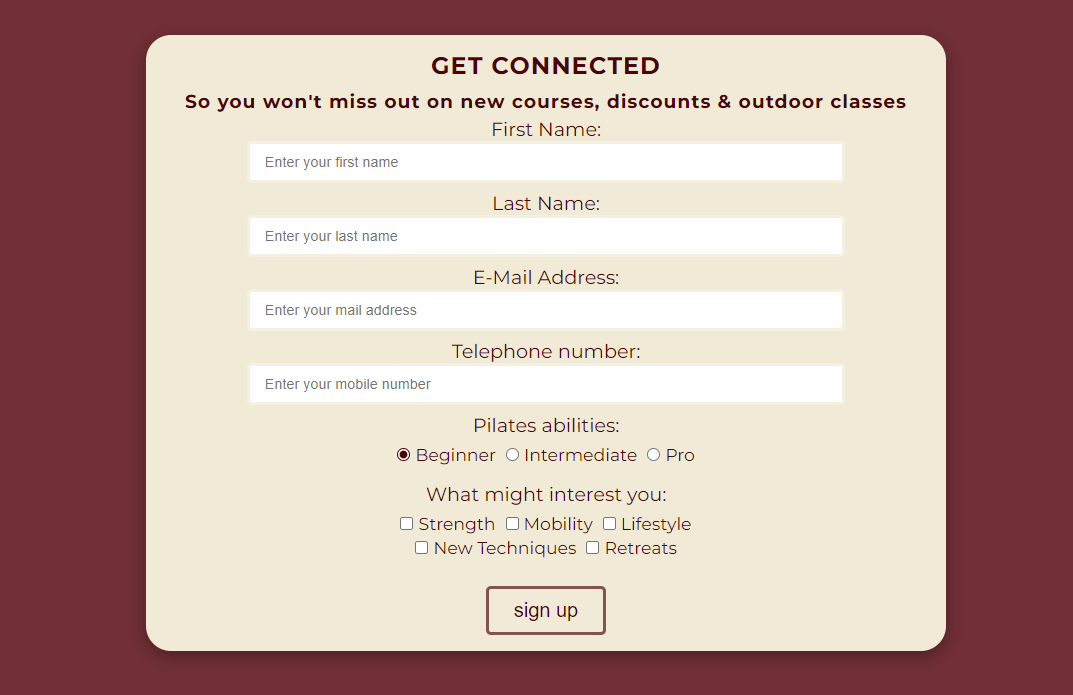 GET CONNECTED
So you won't miss out on new courses, discounts & outdoor classes
First Name:
Enter your first name
Last Name:
Enter your last name
E-Mail Address:
Enter your mail address
Telephone number:
Enter your mobile number
Pilates abilities:
Beginner Intermediate Pro
What might interest you:
Strength Mobility Lifestyle
New Techniques Retreats
sign up